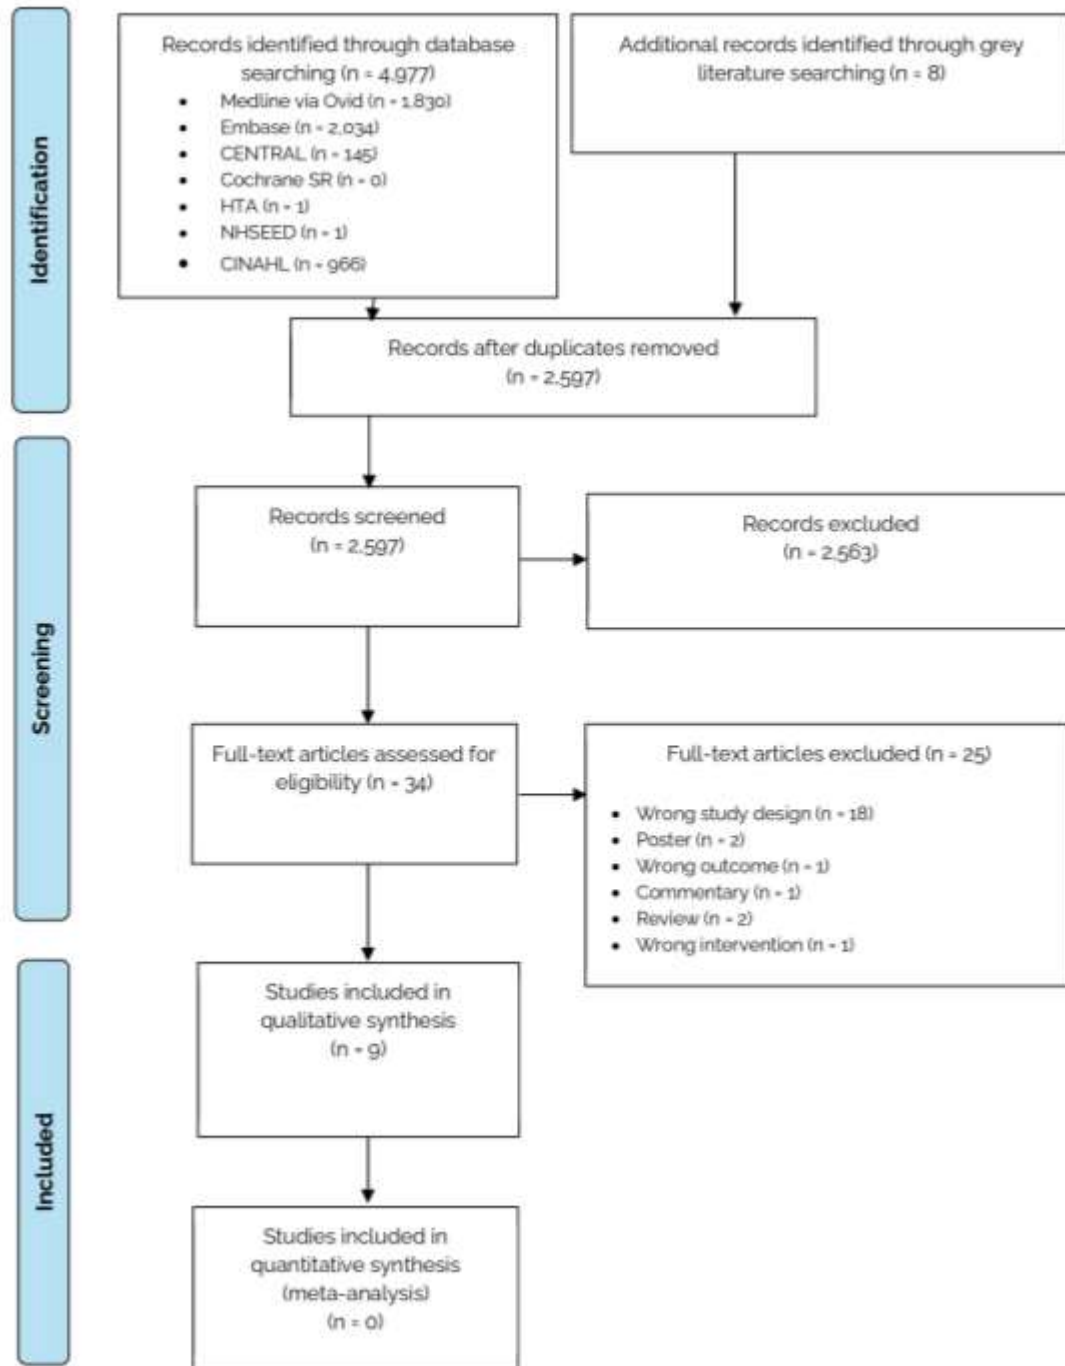 Identification
Records identified through database
searching (n = 4,977)
• Medline via Ovid (n = 1,830)
• Embase (n = 2,034)
• CENTRAL (n = 145)
• Cochrane SR (n = 0)
• HTA (n = 1)
• NHSEED (n = 1)
• CINAHL (n = 966)
Additional records identified through grey
literature searching (n = 8)
Records after duplicates removed
(n = 2,597)
Screening
Records screened
(n = 2,597)
Records excluded
(n = 2,563)
Full-text articles assessed for
eligibility (n = 34)
Full-text articles excluded (n = 25)
• Wrong study design (n = 18)
• Poster (n = 2)
• Wrong outcome (n = 1)
• Commentary (n = 1)
• Review (n = 2)
• Wrong intervention (n = 1)
Included
Studies included in
qualitative synthesis
(n = 9)
Studies included in
quantitative synthesis
(meta-analysis)
(n = 0)